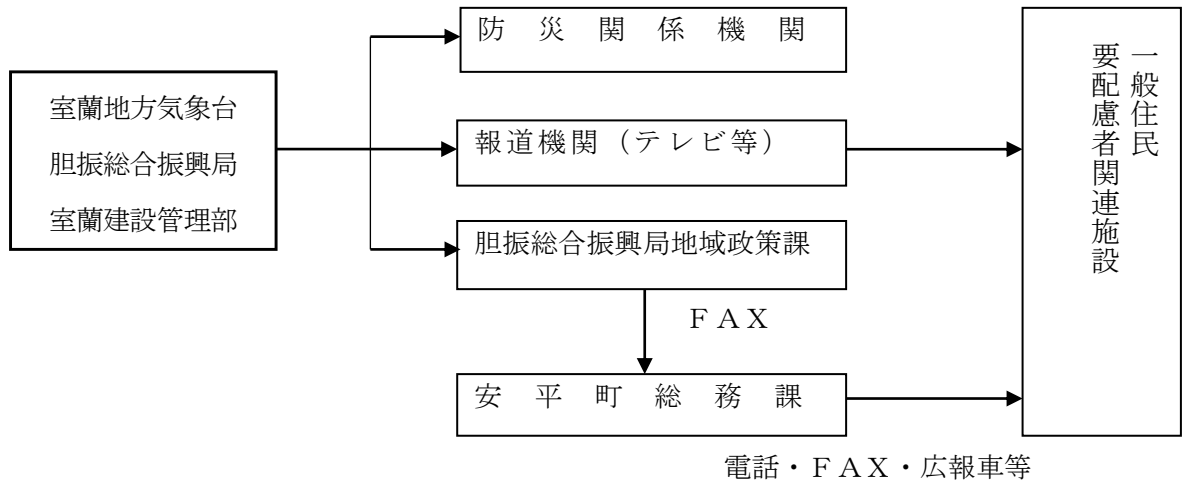 室蘭地方気象台
胆振総合振興局
室蘭建設管理部
防災関係機関
報道機関（テレビ等）
胆振総合振興局地域政策課
ＦＡＸ
安平町総務課
電話・ＦＡＸ・広報車等
一般住民
要配慮者関連施設